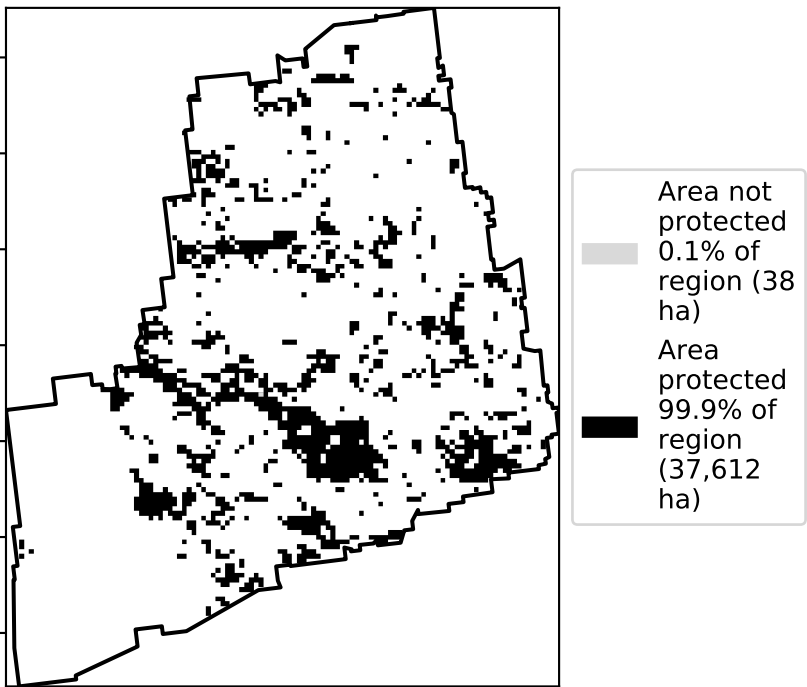 Area not
protected
0.1% of
region (38
ha)
Area
protected
99.9% of
region
(37,612
ha)